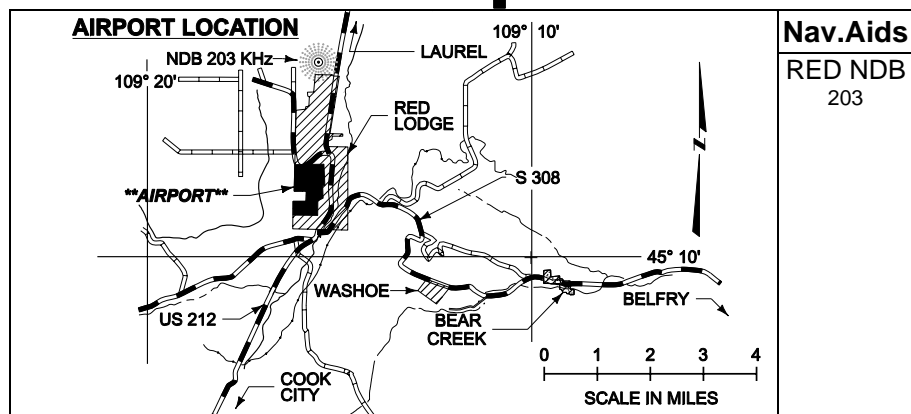 AIRPORT LOCATION
109° 10'
Nav.Aids
NDB 203 KHz
LAUREL
RED NDB
203
109° 20'
RED
LODGE
N
**AIRPORT**
S 308
45° 10'
WASHOE
BELFRY
US 212
BEAR
CREEK
COOK
CITY
0 1 2 3 4
SCALE IN MILES